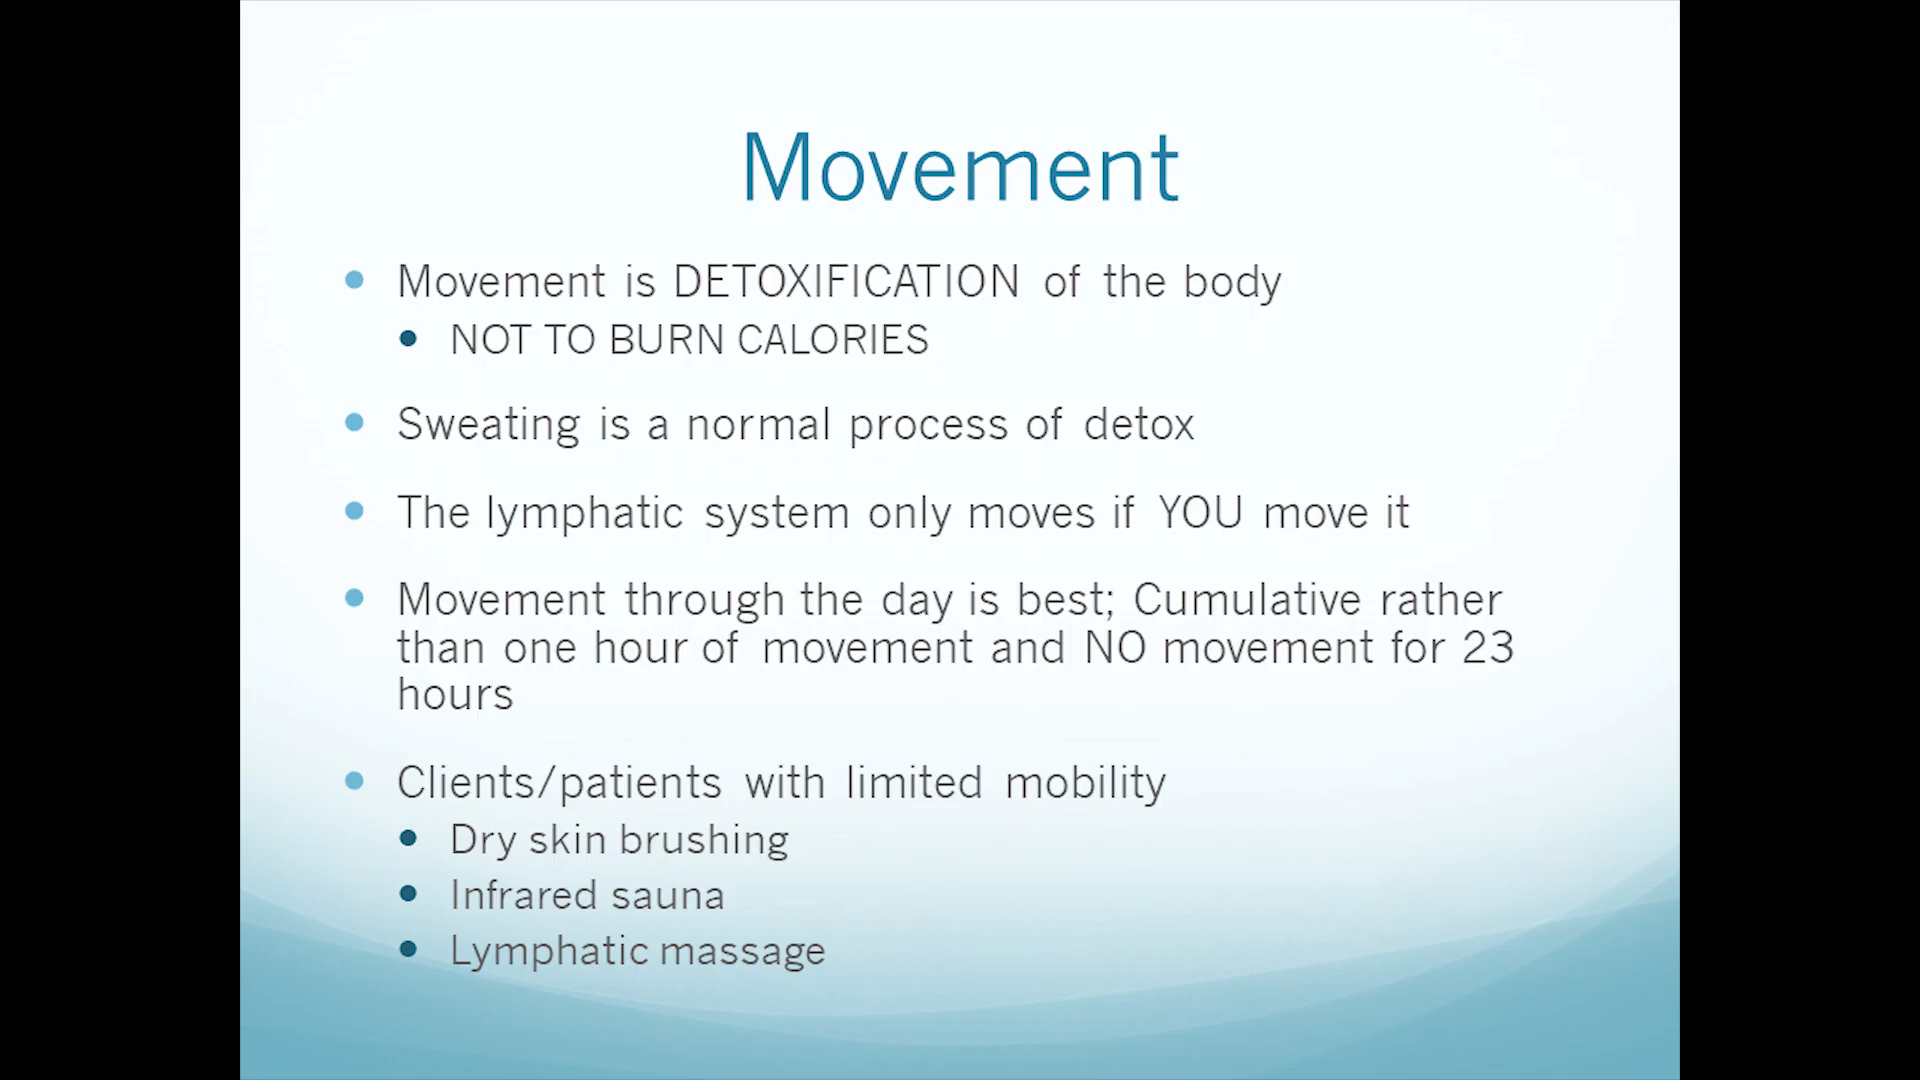 Movement
Movement is DETOXIFICATION of the body
NOT TO BURN CALORIES
Sweating is a normal process of detox
The lymphatic system only moves if YOU move it
Movement through the day is best; Cumulative rather
than one hour of movement and NO movement for 23
hours
Clients/patients with limited mobility
Dry skin brushing
Infrared sauna
Lymphatic massage